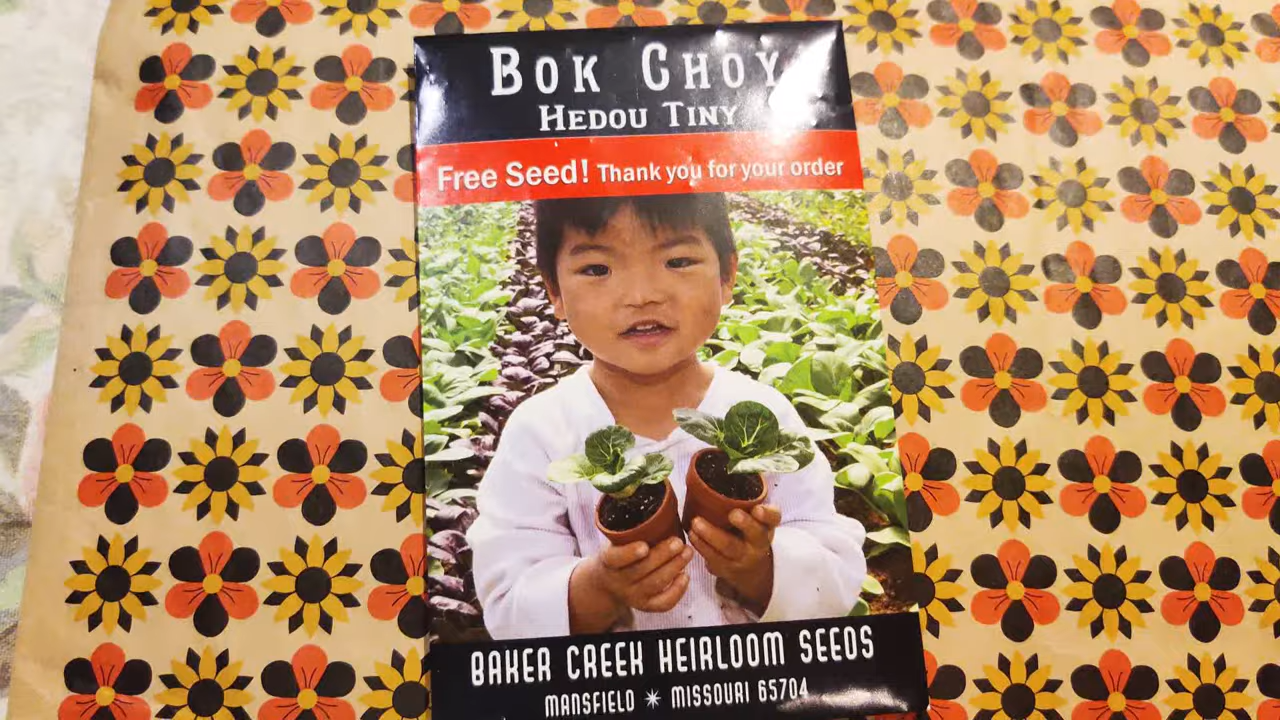 BOK CHOY
HEDOU TINY
Free Seed! Thank you for your order
BAKER CREEK HEIRLOOM SEEDS
MANSFIELD ✴ MISSOURI 65704